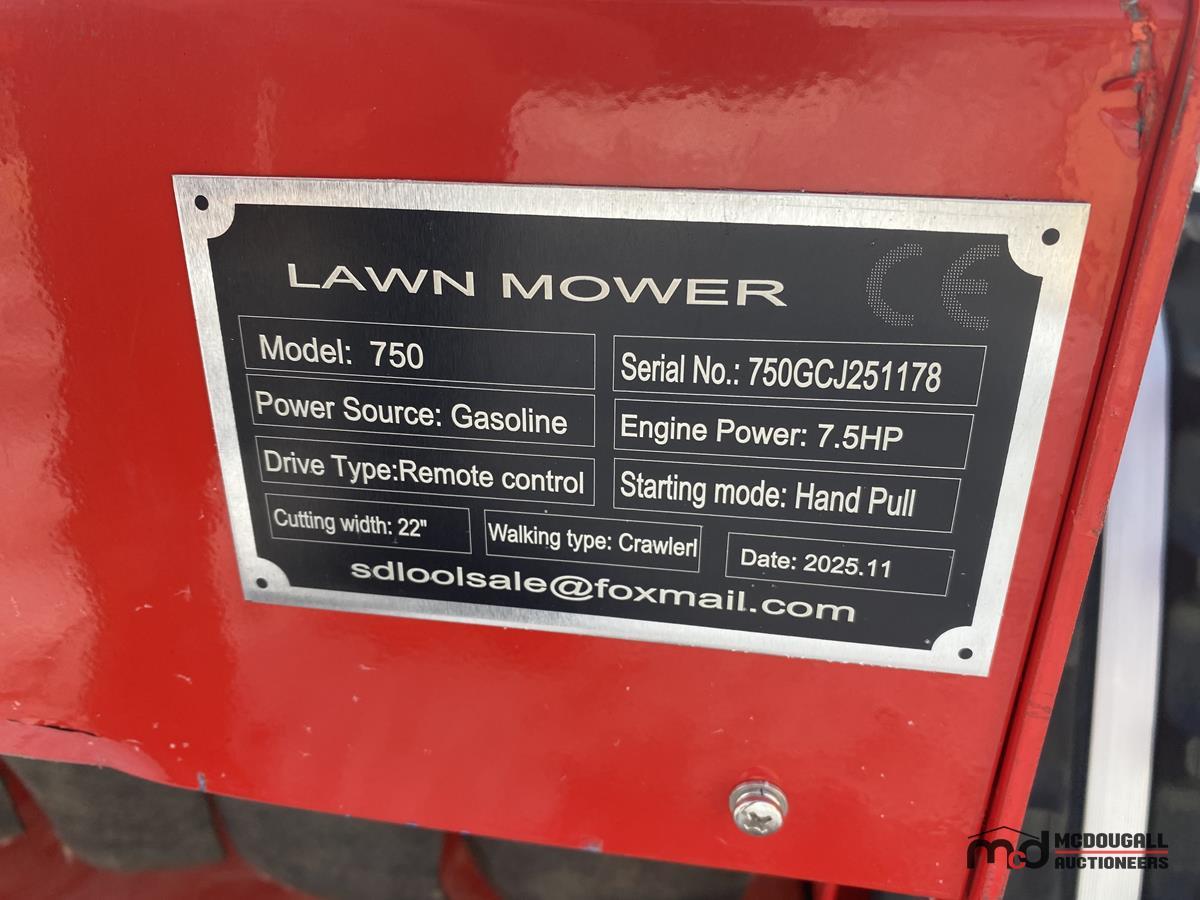 LAWN MOWER CE
Model: 750
Serial No.: 750GCJ251178
Power Source: Gasoline
Engine Power: 7.5HP
Drive Type:Remote control
Starting mode: Hand Pull
Cutting width: 22"
Walking type: Crawlerl
Date: 2025.11
sdloolsale@foxmail.com
mcd MCDOUGALL
AUCTIONEERS